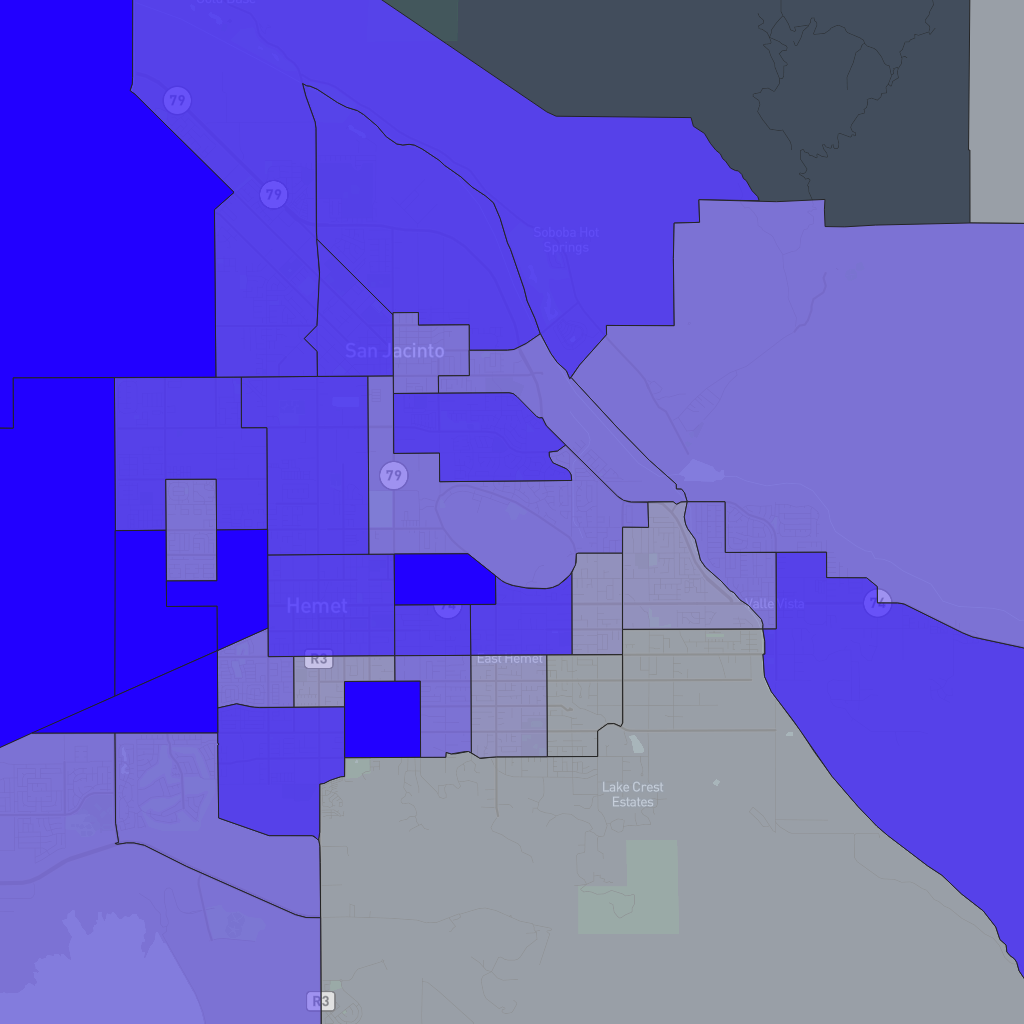 79
79
Soboba Hot
Springs
San Jacinto
79
Hemet
74
Valle Vista
74
R3
East Hemet
Lake Crest
Estates
R3